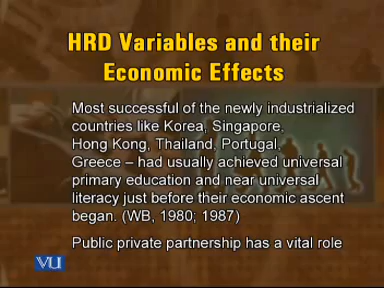 HRD Variables and their
Economic Effects
Most successful of the newly industrialized
countries like Korea, Singapore,
Hong Kong, Thailand, Portugal,
Greece – had usually achieved universal
primary education and near universal
literacy just before their economic ascent
began. (WB, 1980; 1987)
Public private partnership has a vital role
VU